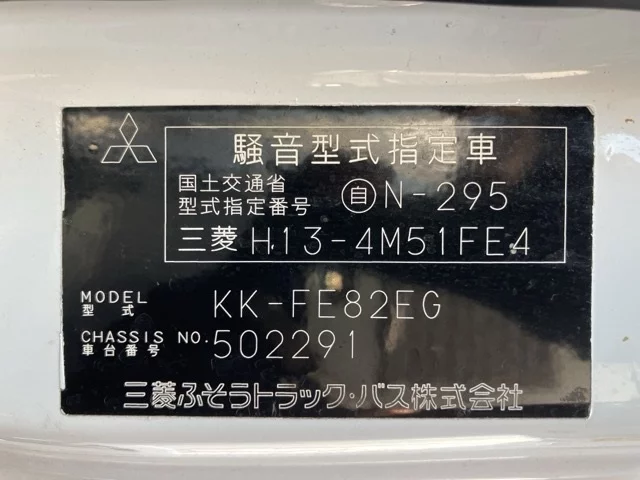 騒音型式指定車
国土交通省
型式指定番号 自N-295
三菱 H13-4M51FE4
MODEL
型式 KK-FE82EG
CHASSIS NO.
車台番号 502291
三菱ふそうトラック・バス株式会社